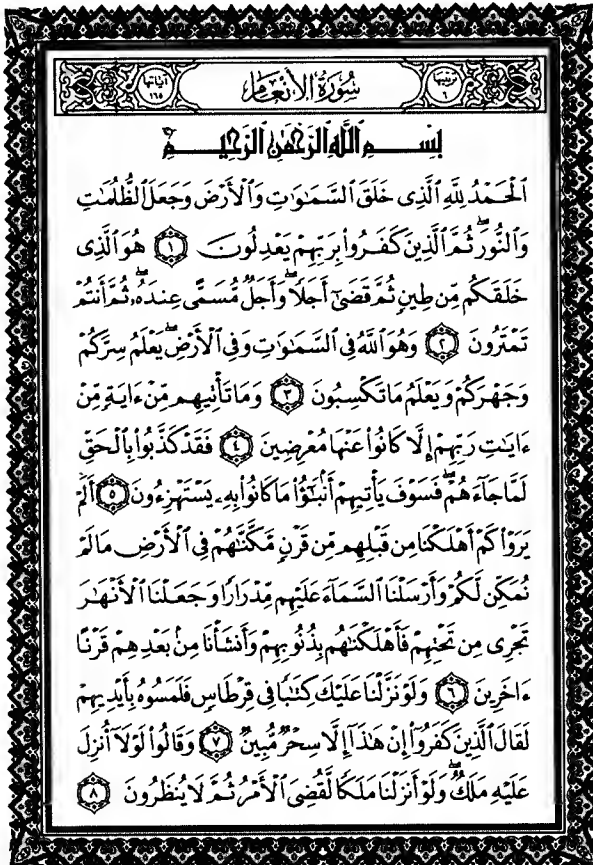 ترتيبها ٦ سُورَةُ الأَنْعَامِ آياتها ١٦٥
بِسْمِ ٱللَّهِ ٱلرَّحْمَٰنِ ٱلرَّحِيمِ
ٱلْحَمْدُ لِلَّهِ ٱلَّذِى خَلَقَ ٱلسَّمَٰوَٰتِ وَٱلْأَرْضَ وَجَعَلَ ٱلظُّلُمَٰتِ
وَٱلنُّورَ ۖ ثُمَّ ٱلَّذِينَ كَفَرُوا۟ بِرَبِّهِمْ يَعْدِلُونَ ١ هُوَ ٱلَّذِى
خَلَقَكُم مِّن طِينٍ ثُمَّ قَضَىٰٓ أَجَلًا ۖ وَأَجَلٌ مُّسَمًّى عِندَهُۥ ۖ ثُمَّ أَنتُمْ
تَمْتَرُونَ ٢ وَهُوَ ٱللَّهُ فِى ٱلسَّمَٰوَٰتِ وَفِى ٱلْأَرْضِ ۖ يَعْلَمُ سِرَّكُمْ
وَجَهْرَكُمْ وَيَعْلَمُ مَا تَكْسِبُونَ ٣ وَمَا تَأْتِيهِم مِّنْ ءَايَةٍ مِّنْ
ءَايَٰتِ رَبِّهِمْ إِلَّا كَانُوا۟ عَنْهَا مُعْرِضِينَ ٤ فَقَدْ كَذَّبُوا۟ بِٱلْحَقِّ
لَمَّا جَآءَهُمْ ۖ فَسَوْفَ يَأْتِيهِمْ أَنۢبَٰٓؤُا۟ مَا كَانُوا۟ بِهِۦ يَسْتَهْزِءُونَ ٥ أَلَمْ
يَرَوْا۟ كَمْ أَهْلَكْنَا مِن قَبْلِهِم مِّن قَرْنٍ مَّكَّنَّٰهُمْ فِى ٱلْأَرْضِ مَا لَمْ
نُمَكِّن لَّكُمْ وَأَرْسَلْنَا ٱلسَّمَآءَ عَلَيْهِم مِّدْرَارًا وَجَعَلْنَا ٱلْأَنْهَٰرَ
تَجْرِى مِن تَحْتِهِمْ فَأَهْلَكْنَٰهُم بِذُنُوبِهِمْ وَأَنشَأْنَا مِنۢ بَعْدِهِمْ قَرْنًا
ءَاخَرِينَ ٦ وَلَوْ نَزَّلْنَا عَلَيْكَ كِتَٰبًا فِى قِرْطَاسٍ فَلَمَسُوهُ بِأَيْدِيهِمْ
لَقَالَ ٱلَّذِينَ كَفَرُوٓا۟ إِنْ هَٰذَآ إِلَّا سِحْرٌ مُّبِينٌ ٧ وَقَالُوا۟ لَوْلَآ أُنزِلَ
عَلَيْهِ مَلَكٌ ۖ وَلَوْ أَنزَلْنَا مَلَكًا لَّقُضِىَ ٱلْأَمْرُ ثُمَّ لَا يُنظَرُونَ ٨